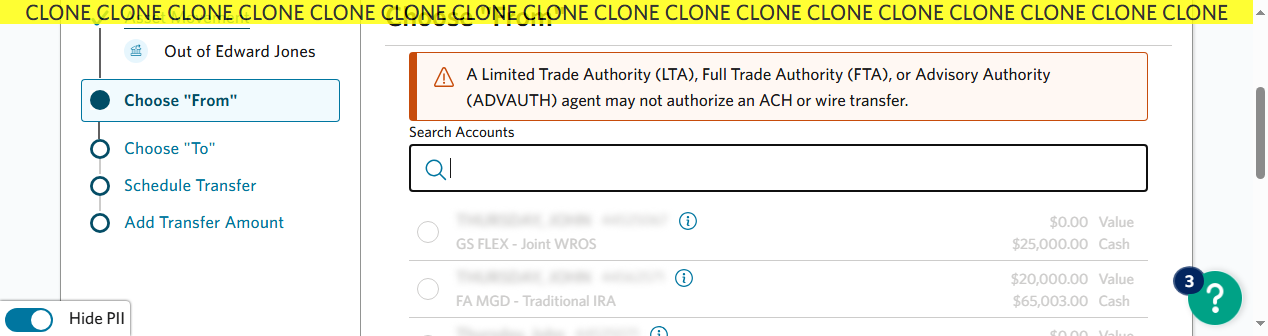 CLONE CLONE CLONE CLONE CLONE CLONE CLONE CLONE CLONE CLONE CLONE CLONE CLONE CLONE CLONE CLONE CLONE
Choose "From"
Out of Edward Jones
Choose "From"
Choose "To"
Schedule Transfer
Add Transfer Amount
A Limited Trade Authority (LTA), Full Trade Authority (FTA), or Advisory Authority
(ADVAUTH) agent may not authorize an ACH or wire transfer.
Search Accounts
$0.00 Value
GS FLEX - Joint WROS $25,000.00 Cash
$20,000.00 Value
FA MGD - Traditional IRA $65,003.00 Cash
$0.00 Value
Hide PII
3
?